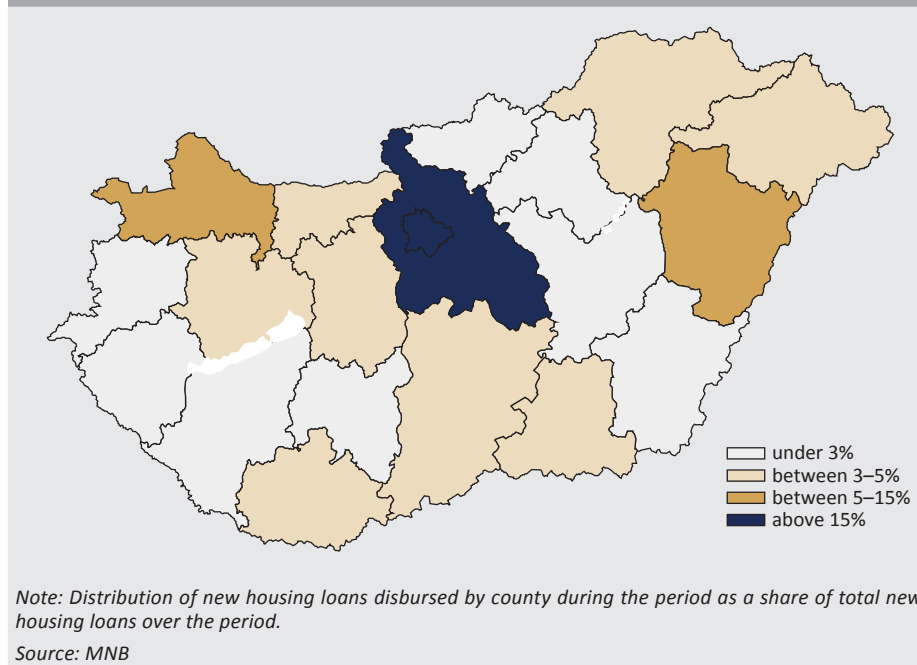 under 3%
between 3–5%
between 5–15%
above 15%
Note: Distribution of new housing loans disbursed by county during the period as a share of total new
housing loans over the period.
Source: MNB